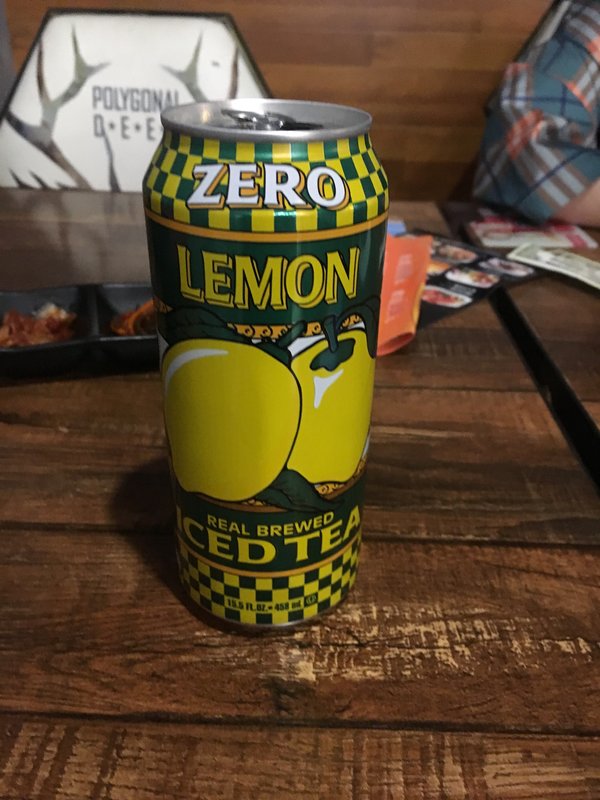 POLYGONAL
D•E•E
ZERO
LEMON
REAL BREWED
ICED TEA
15.5 FL.OZ.• 458 mL